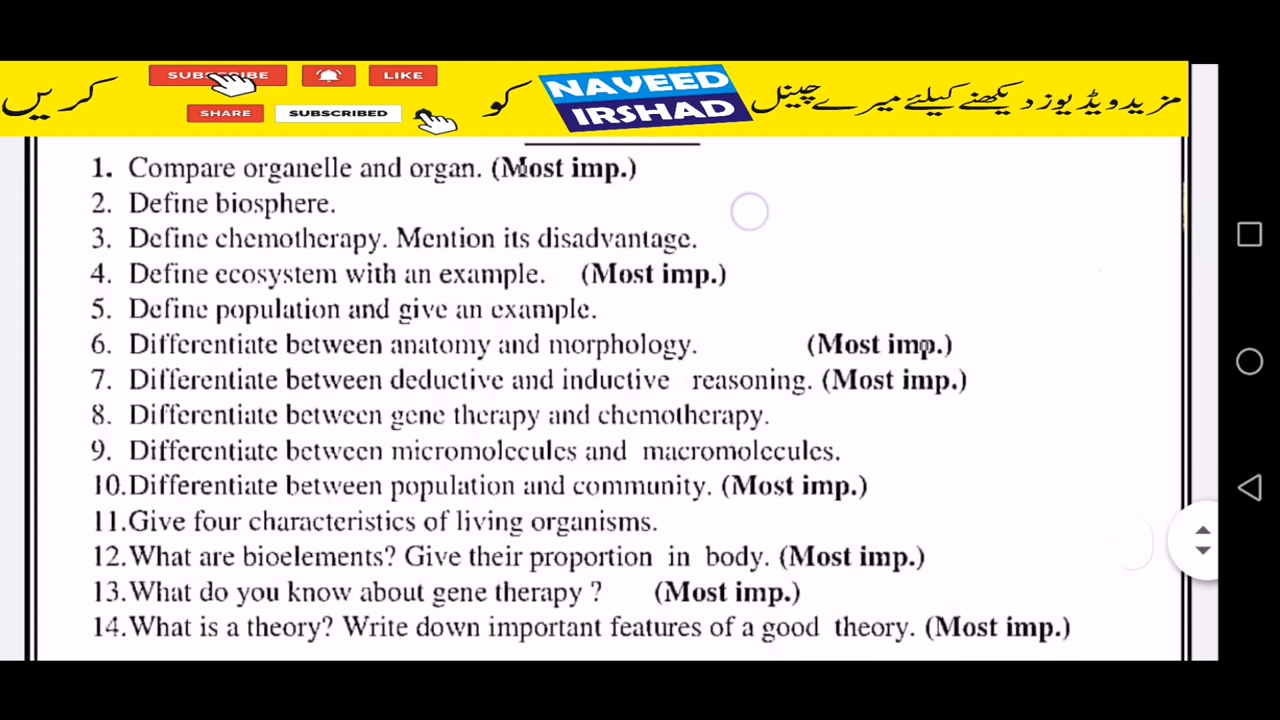 SUBSCRIBE LIKE
SHARE SUBSCRIBED
مزید ویڈیوز دیکھنے کیلئے میرے چینل NAVEED IRSHAD کو کریں
1. Compare organelle and organ. (Most imp.)
2. Define biosphere.
3. Define chemotherapy. Mention its disadvantage.
4. Define ecosystem with an example. (Most imp.)
5. Define population and give an example.
6. Differentiate between anatomy and morphology. (Most imp.)
7. Differentiate between deductive and inductive reasoning. (Most imp.)
8. Differentiate between gene therapy and chemotherapy.
9. Differentiate between micromolecules and macromolecules.
10.Differentiate between population and community. (Most imp.)
11.Give four characteristics of living organisms.
12.What are bioelements? Give their proportion in body. (Most imp.)
13.What do you know about gene therapy ? (Most imp.)
14.What is a theory? Write down important features of a good theory. (Most imp.)